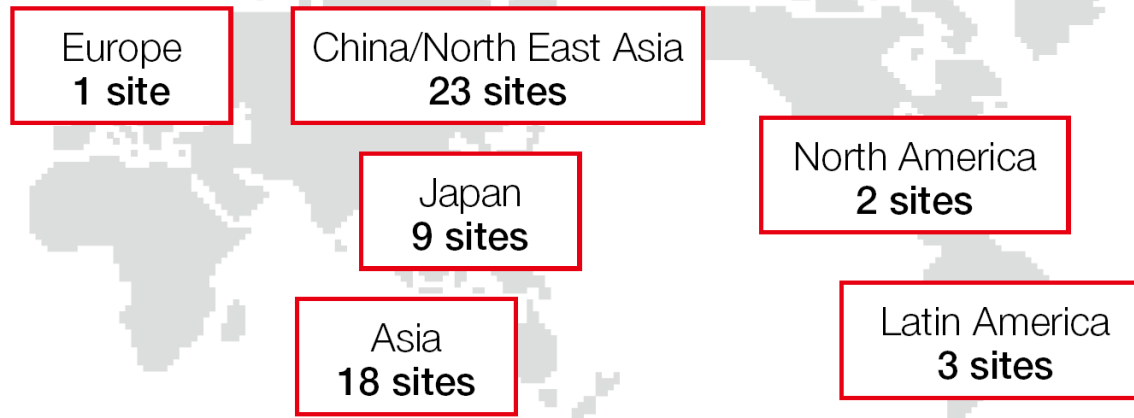 Europe
1 site
China/North East Asia
23 sites
Japan
9 sites
North America
2 sites
Asia
18 sites
Latin America
3 sites